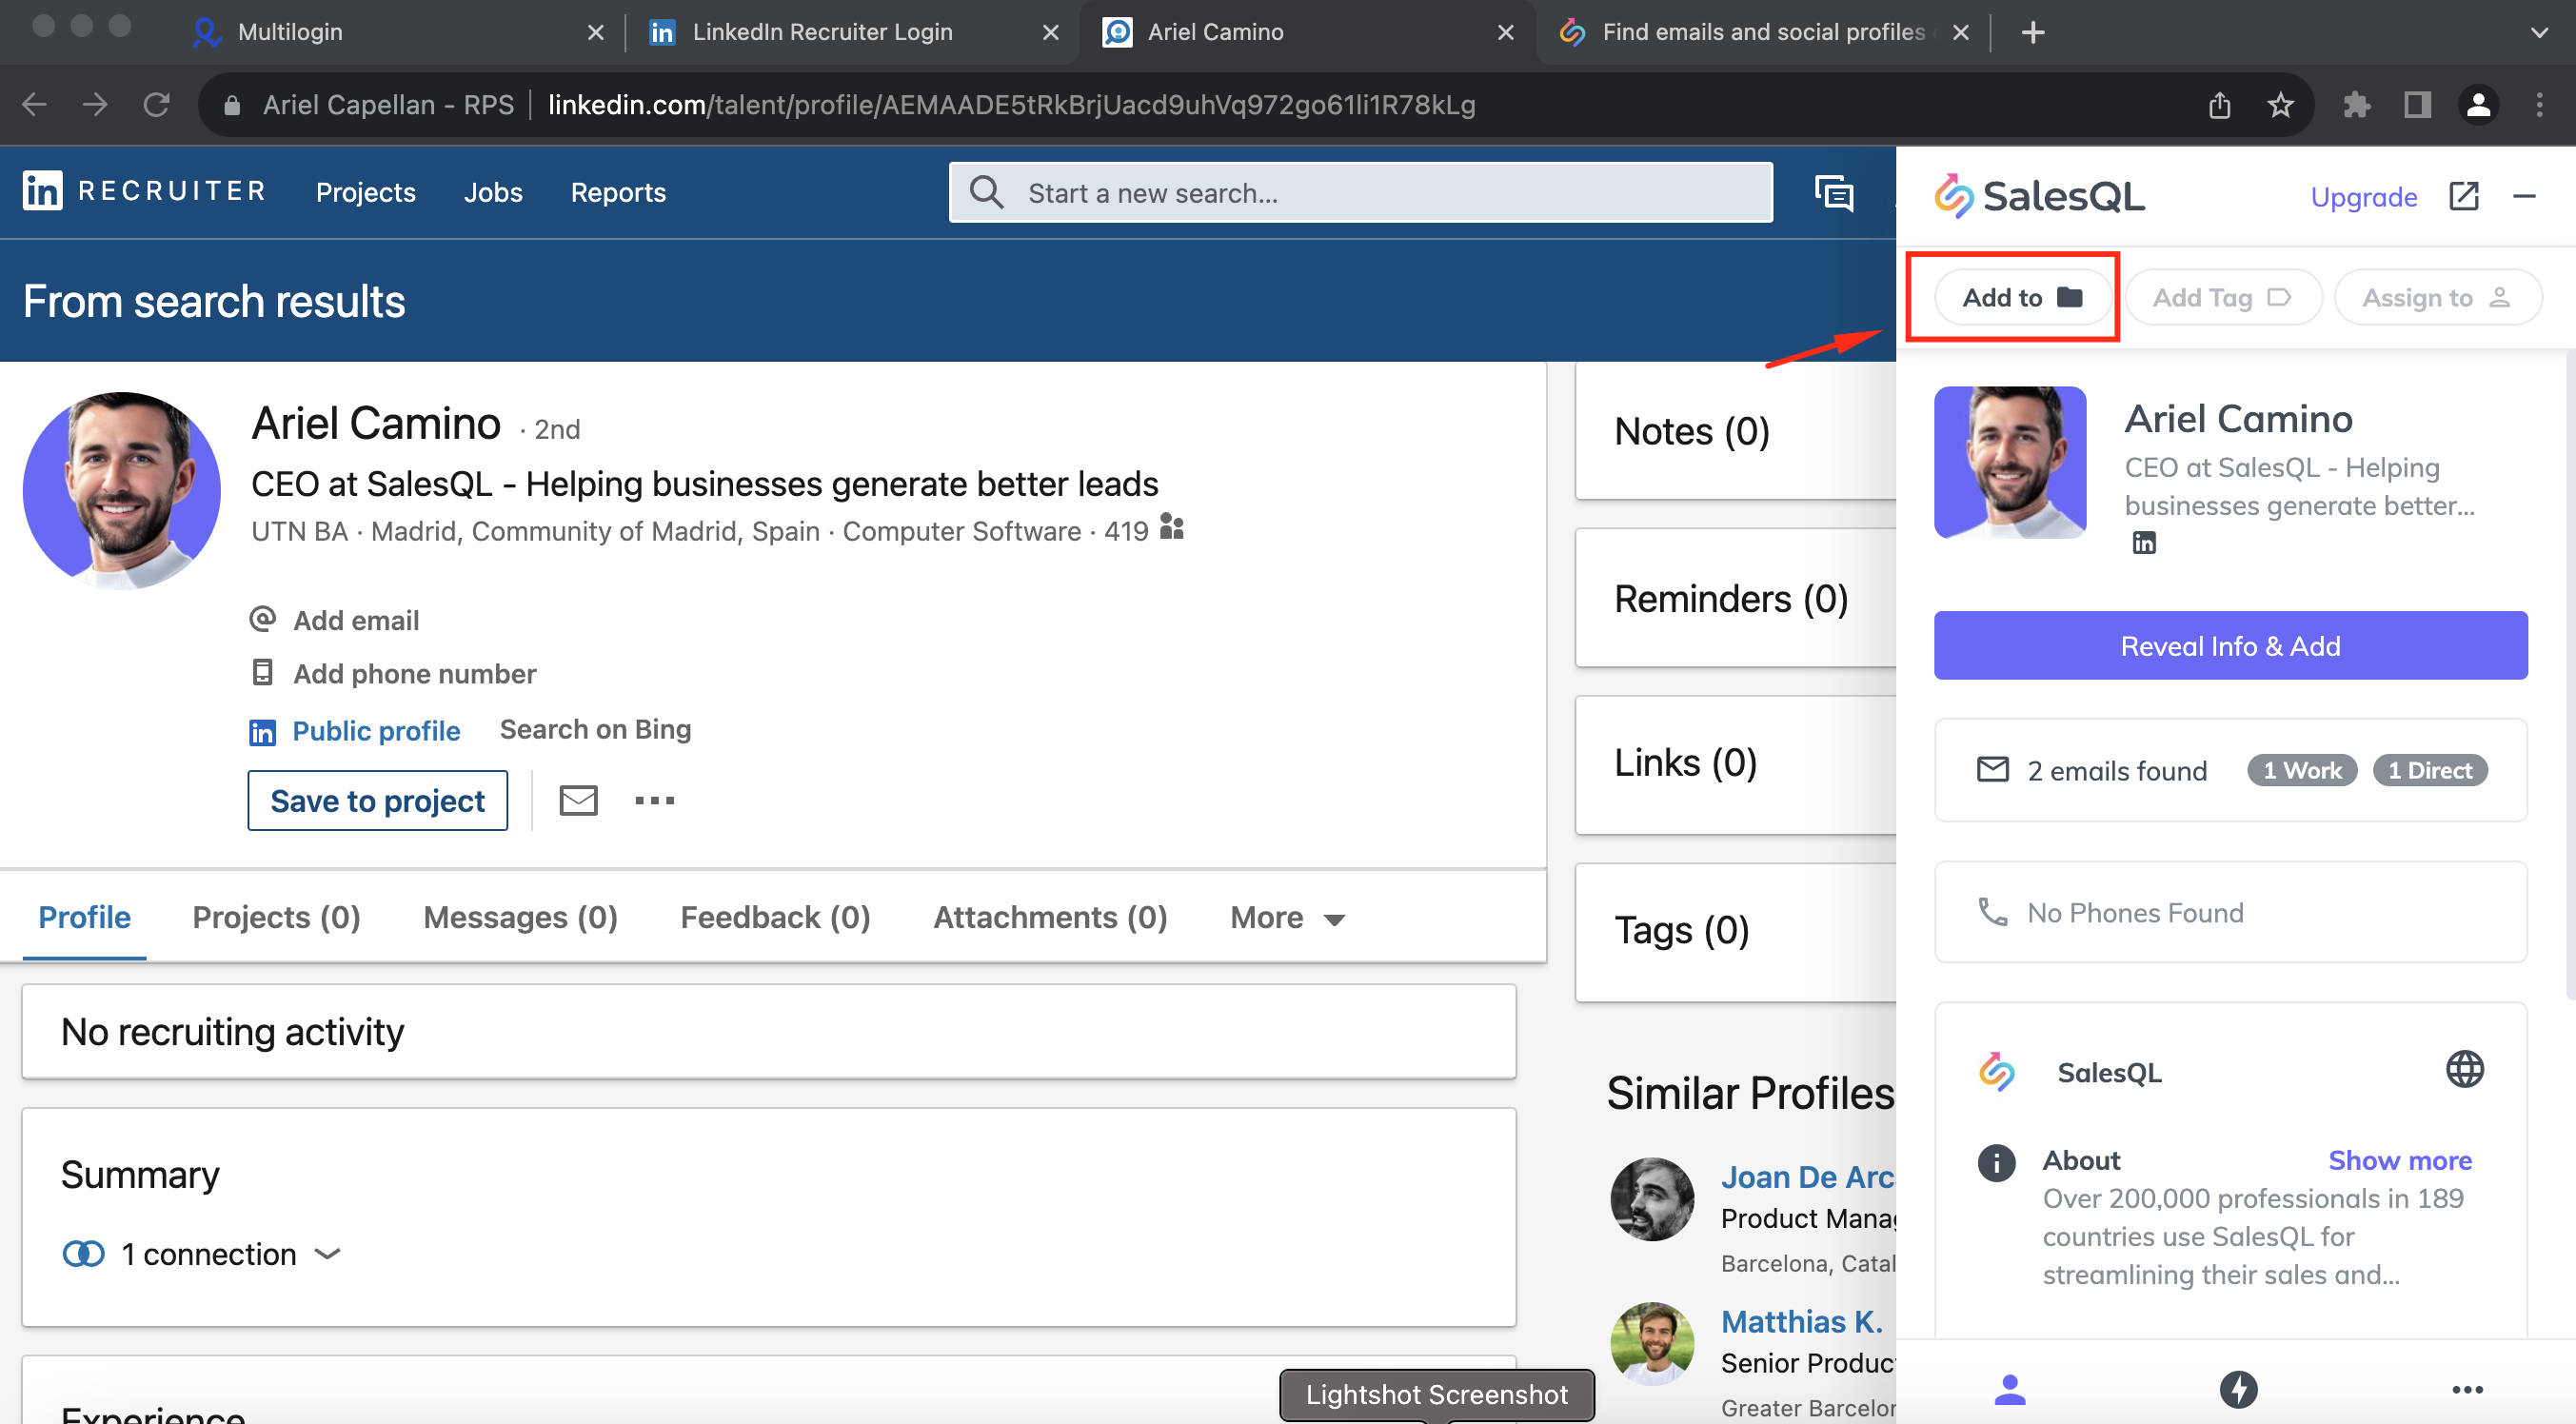 Multilogin
LinkedIn Recruiter Login
Ariel Camino
Find emails and social profiles
Ariel Capellan - RPS
linkedin.com/talent/profile/AEMAADE5tRkBrjUacd9uhVq972go61li1R78kLg
in RECRUITER
Projects
Jobs
Reports
Start a new search...
From search results
Ariel Camino · 2nd
CEO at SalesQL - Helping businesses generate better leads
UTN BA · Madrid, Community of Madrid, Spain · Computer Software · 419
Add email
Add phone number
in Public profile
Search on Bing
Save to project
Profile
Projects (0)
Messages (0)
Feedback (0)
Attachments (0)
More
No recruiting activity
Summary
1 connection
Experience
Notes (0)
Reminders (0)
Links (0)
Tags (0)
Similar Profiles
Joan De Arc
Product Manag
Barcelona, Catal
Matthias K.
Senior Product
Greater Barcelon
Lightshot Screenshot
SalesQL
Upgrade
Add to
Add Tag
Assign to
Ariel Camino
CEO at SalesQL - Helping
businesses generate better...
in
Reveal Info & Add
2 emails found
1 Work
1 Direct
No Phones Found
SalesQL
About
Show more
Over 200,000 professionals in 189
countries use SalesQL for
streamlining their sales and...